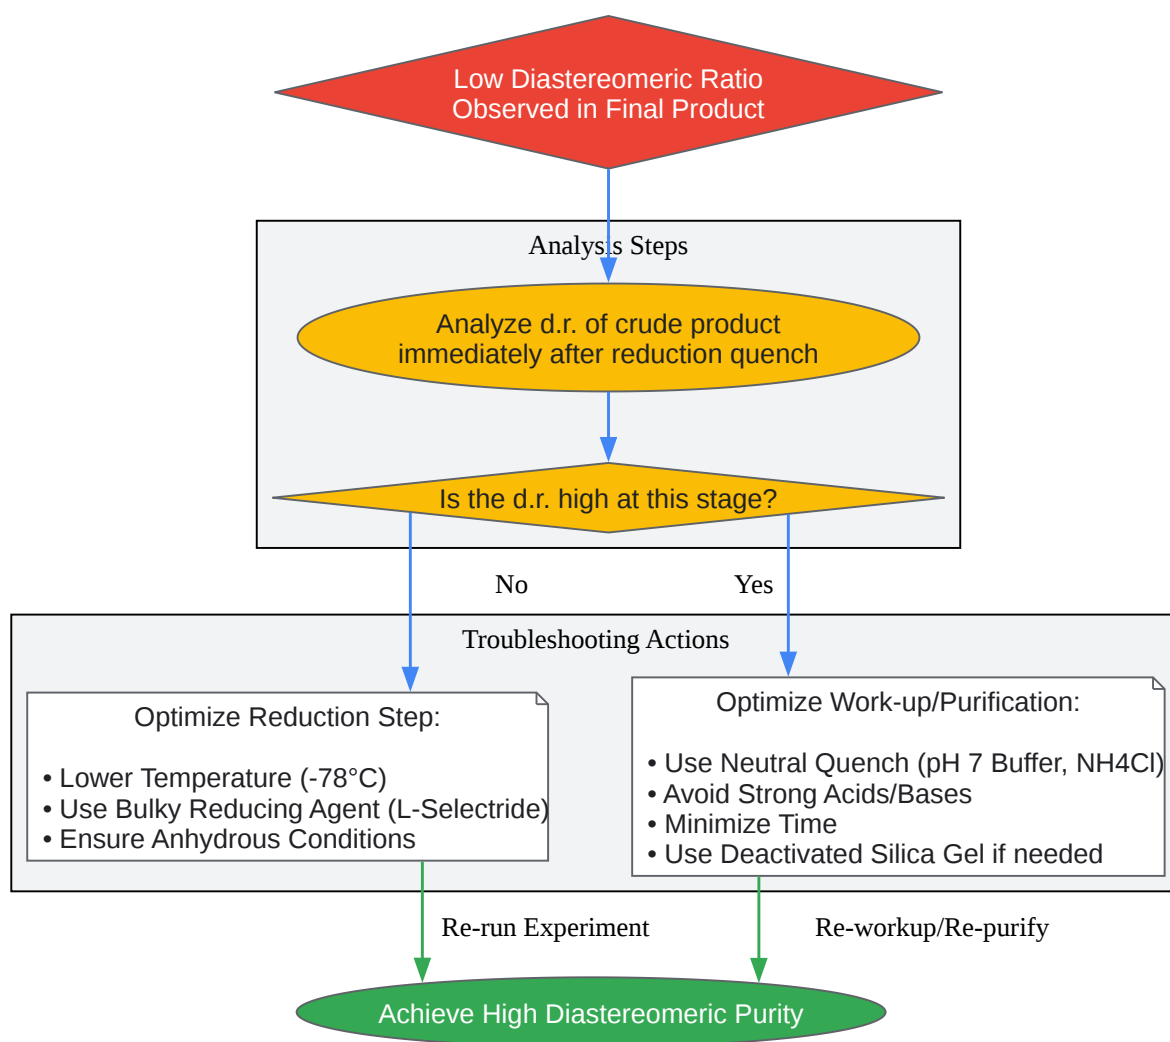 Low Diastereomeric Ratio
Observed in Final Product
Analysis Steps
Analyze d.r. of crude product
immediately after reduction quench
Is the d.r. high at this stage?
No
Yes
Troubleshooting Actions
Optimize Reduction Step:
• Lower Temperature (-78°C)
• Use Bulky Reducing Agent (L-Selectride)
• Ensure Anhydrous Conditions
Optimize Work-up/Purification:
• Use Neutral Quench (pH 7 Buffer, NH4Cl)
• Avoid Strong Acids/Bases
• Minimize Time
• Use Deactivated Silica Gel if needed
Re-run Experiment
Re-workup/Re-purify
Achieve High Diastereomeric Purity